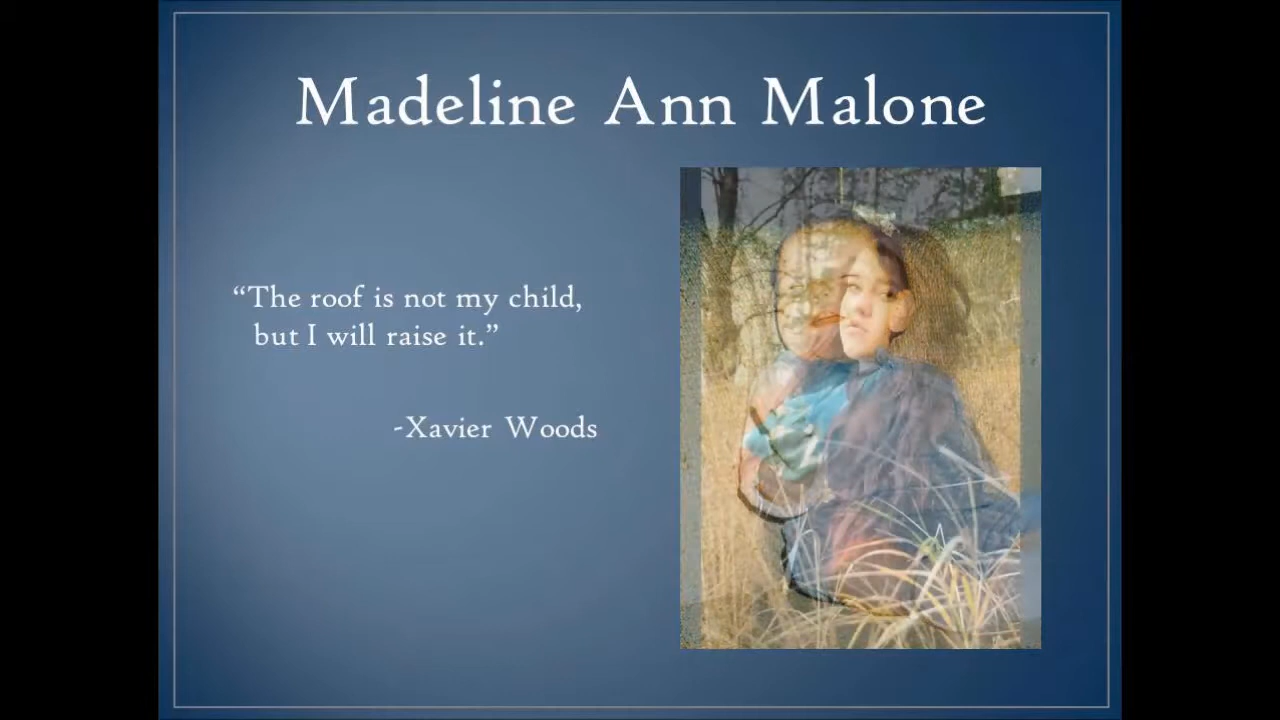 Madeline Ann Malone
“The roof is not my child,
but I will raise it.”
-Xavier Woods